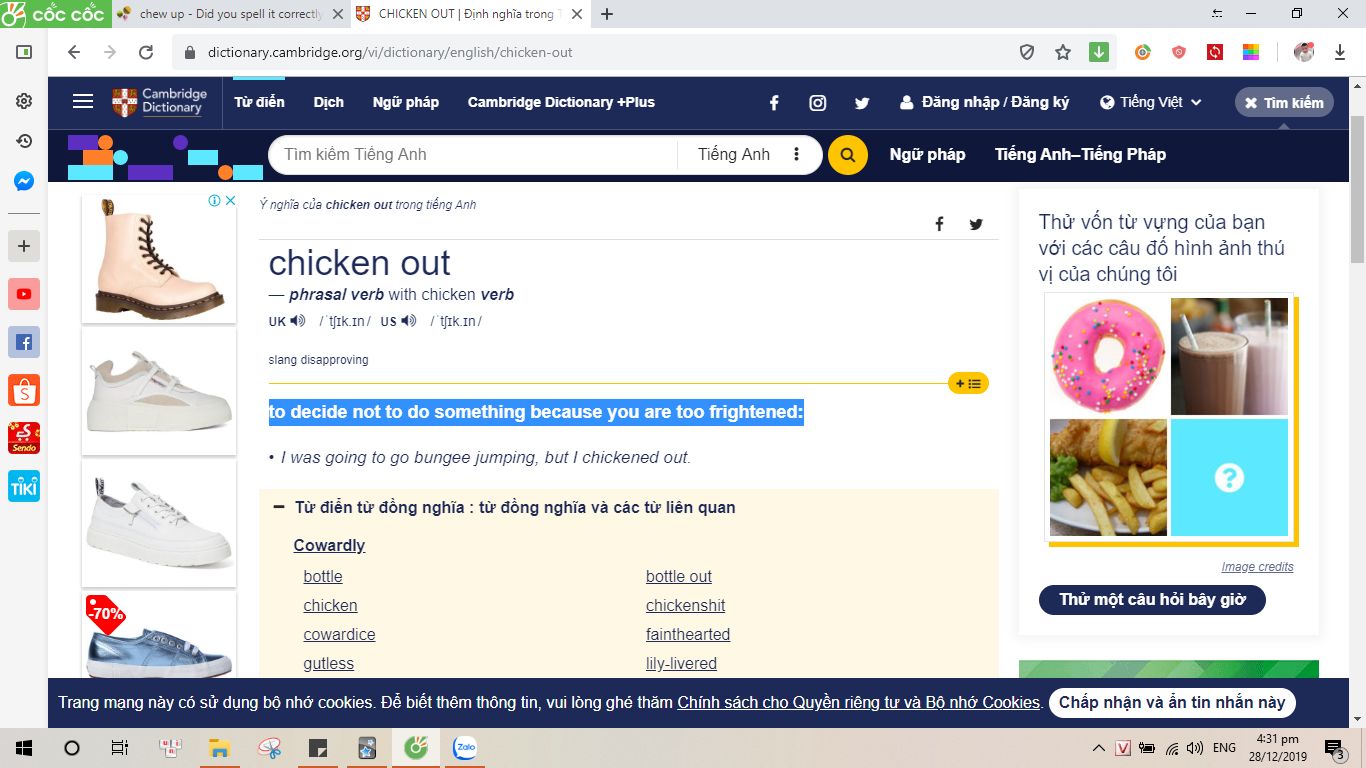 cốc cốc
chew up - Did you spell it correctly
CHICKEN OUT | Định nghĩa trong T
dictionary.cambridge.org/vi/dictionary/english/chicken-out
Cambridge Dictionary
Từ điển
Dịch
Ngữ pháp
Cambridge Dictionary +Plus
Đăng nhập / Đăng ký
Tiếng Việt
Tìm kiếm
Tìm kiếm Tiếng Anh
Tiếng Anh
Ngữ pháp
Tiếng Anh–Tiếng Pháp
Ý nghĩa của chicken out trong tiếng Anh
chicken out
— phrasal verb with chicken verb
UK /ˈtʃɪk.ɪn/ US /ˈtʃɪk.ɪn/
slang disapproving
to decide not to do something because you are too frightened:
• I was going to go bungee jumping, but I chickened out.
Từ điển từ đồng nghĩa : từ đồng nghĩa và các từ liên quan
Cowardly
bottle
bottle out
chicken
chickenshit
cowardice
fainthearted
gutless
lily-livered
Thử vốn từ vựng của bạn
với các câu đố hình ảnh thú
vị của chúng tôi
?
Image credits
Thử một câu hỏi bây giờ
-70%
Sendo
TIKI
Trang mạng này có sử dụng bộ nhớ cookies. Để biết thêm thông tin, vui lòng ghé thăm Chính sách cho Quyền riêng tư và Bộ nhớ Cookies.
Chấp nhận và ẩn tin nhắn này
Zalo
V
ENG
4:31 pm
28/12/2019
3